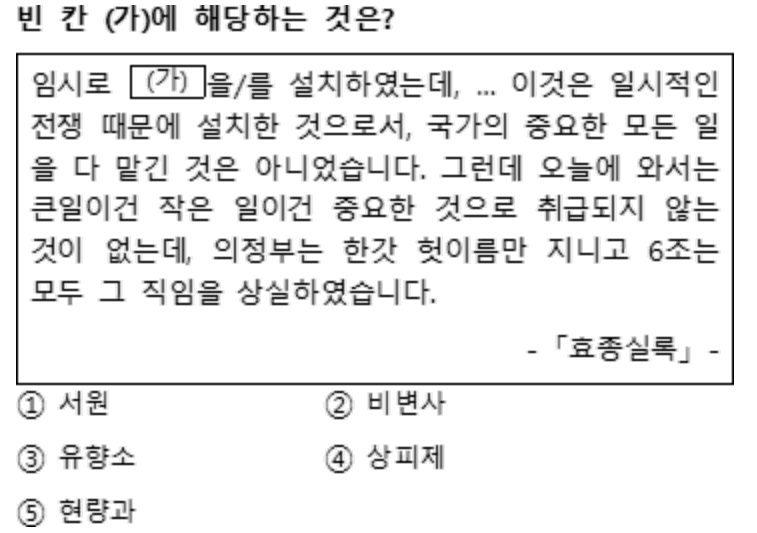 빈 칸 (가)에 해당하는 것은?
임시로 (가) 을/를 설치하였는데, ... 이것은 일시적인
전쟁 때문에 설치한 것으로서, 국가의 중요한 모든 일
을 다 맡긴 것은 아니었습니다. 그런데 오늘에 와서는
큰일이건 작은 일이건 중요한 것으로 취급되지 않는
것이 없는데, 의정부는 한갓 헛이름만 지니고 6조는
모두 그 직임을 상실하였습니다.
-「효종실록」-
① 서원 ② 비변사
③ 유향소 ④ 상피제
⑤ 현량과